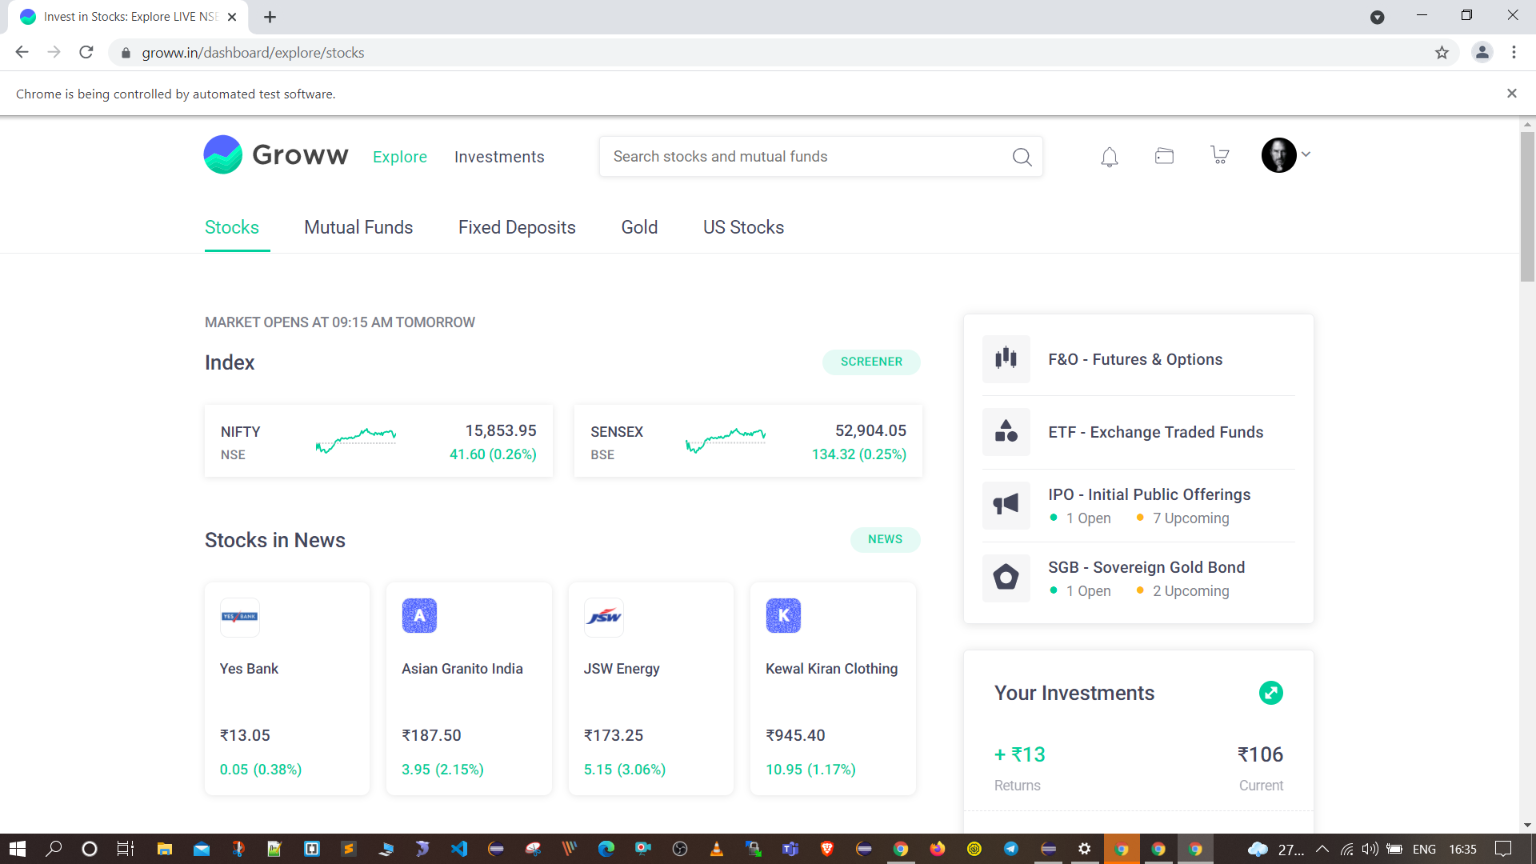 Invest in Stocks: Explore LIVE NSE
groww.in/dashboard/explore/stocks
Chrome is being controlled by automated test software.
Groww
Explore
Investments
Search stocks and mutual funds
Stocks
Mutual Funds
Fixed Deposits
Gold
US Stocks
MARKET OPENS AT 09:15 AM TOMORROW
Index
SCREENER
NIFTY
15,853.95
NSE
41.60 (0.26%)
SENSEX
52,904.05
BSE
134.32 (0.25%)
Stocks in News
NEWS
YES BANK
Yes Bank
₹13.05
0.05 (0.38%)
A
Asian Granito India
₹187.50
3.95 (2.15%)
JSW
JSW Energy
₹173.25
5.15 (3.06%)
K
Kewal Kiran Clothing
₹945.40
10.95 (1.17%)
F&O - Futures & Options
ETF - Exchange Traded Funds
IPO - Initial Public Offerings
1 Open
7 Upcoming
SGB - Sovereign Gold Bond
1 Open
2 Upcoming
Your Investments
+ ₹13
₹106
Returns
Current
27...
ENG
16:35